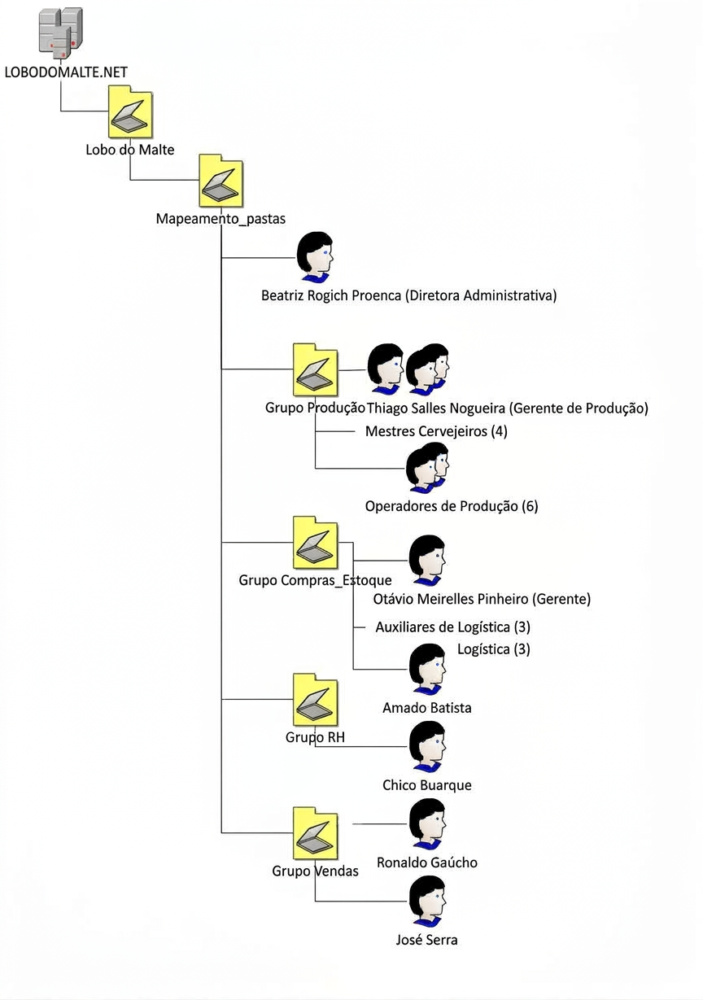 LOBODOMALTE.NET
Lobo do Malte
Mapeamento_pastas
Beatriz Rogich Proenca (Diretora Administrativa)
Grupo Produção Thiago Salles Nogueira (Gerente de Produção)
Mestres Cervejeiros (4)
Operadores de Produção (6)
Grupo Compras_Estoque
Otávio Meirelles Pinheiro (Gerente)
Auxiliares de Logística (3)
Logística (3)
Amado Batista
Grupo RH
Chico Buarque
Ronaldo Gaúcho
Grupo Vendas
José Serra